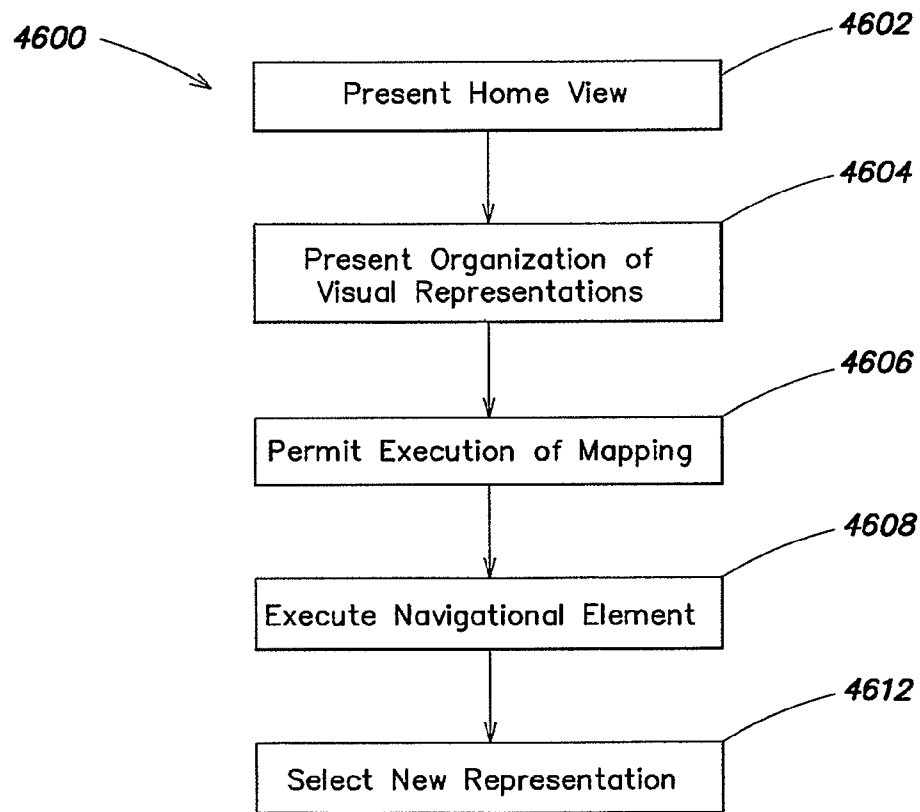 4600
4602
Present Home View
4604
Present Organization of
Visual Representations
4606
Permit Execution of Mapping
4608
Execute Navigational Element
4612
Select New Representation